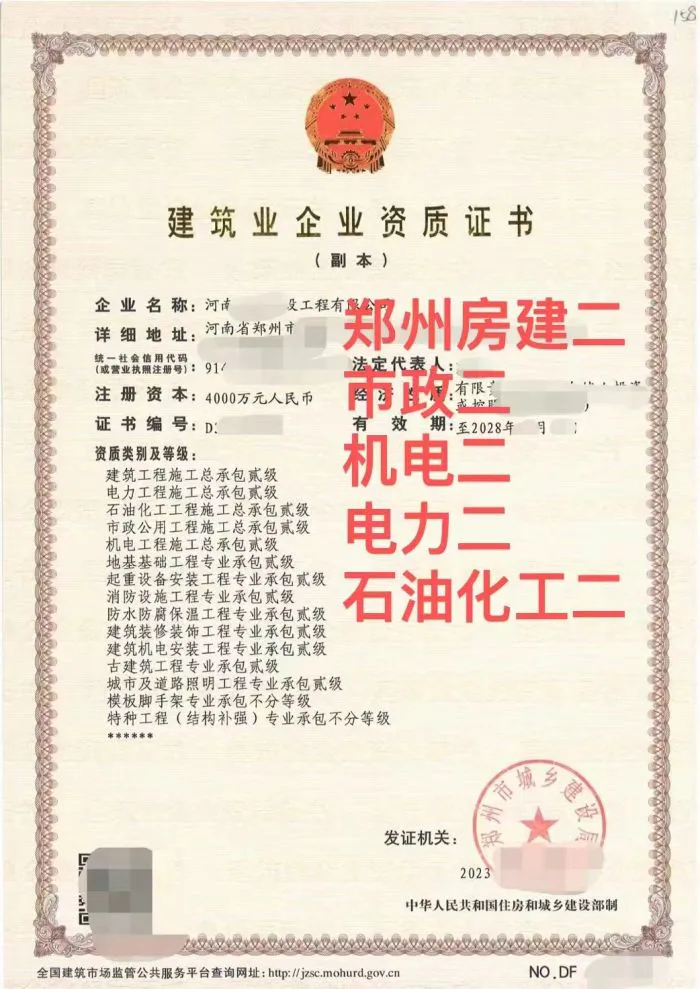 158
建筑业企业资质证书
（副本）
企业名称：河南 设工程有限公司
详细地址：河南省郑州市
统一社会信用代码
（或营业执照注册号）：91
法定代表人：
注册资本：4000万元人民币
经济性质：有限责
证书编号：D
有效期：至2028年 月
资质类别及等级：
建筑工程施工总承包贰级
电力工程施工总承包贰级
石油化工工程施工总承包贰级
市政公用工程施工总承包贰级
机电工程施工总承包贰级
地基基础工程专业承包贰级
起重设备安装工程专业承包贰级
消防设施工程专业承包贰级
防水防腐保温工程专业承包贰级
建筑装修装饰工程专业承包贰级
建筑机电安装工程专业承包贰级
古建筑工程专业承包贰级
城市及道路照明工程专业承包贰级
模板脚手架专业承包不分等级
特种工程（结构补强）专业承包不分等级
******
郑州房建二
市政二
机电二
电力二
石油化工二
郑州市城乡建设局
发证机关：
2023
中华人民共和国住房和城乡建设部制
全国建筑市场监管公共服务平台查询网址：http://jzsc.mohurd.gov.cn
NO.DF